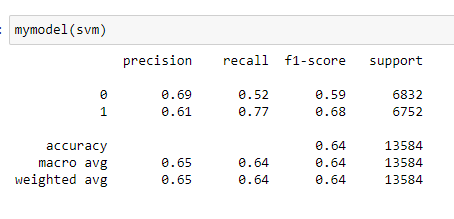 mymodel(svm)
precision recall f1-score support
0 0.69 0.52 0.59 6832
1 0.61 0.77 0.68 6752
accuracy 0.64 13584
macro avg 0.65 0.64 0.64 13584
weighted avg 0.65 0.64 0.64 13584